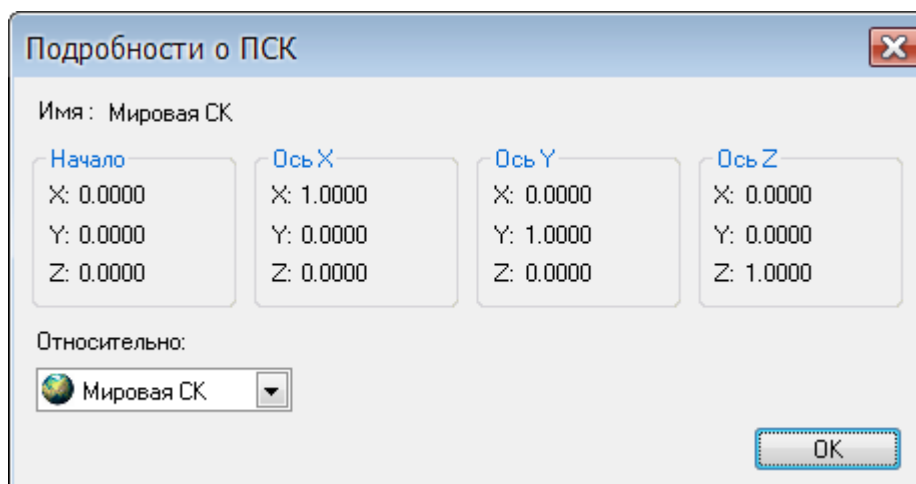 Подробности о ПСК
Имя : Мировая СК
Начало Ось X Ось Y Ось Z
X: 0.0000 X: 1.0000 X: 0.0000 X: 0.0000
Y: 0.0000 Y: 0.0000 Y: 1.0000 Y: 0.0000
Z: 0.0000 Z: 0.0000 Z: 0.0000 Z: 1.0000
Относительно:
Мировая СК
OK